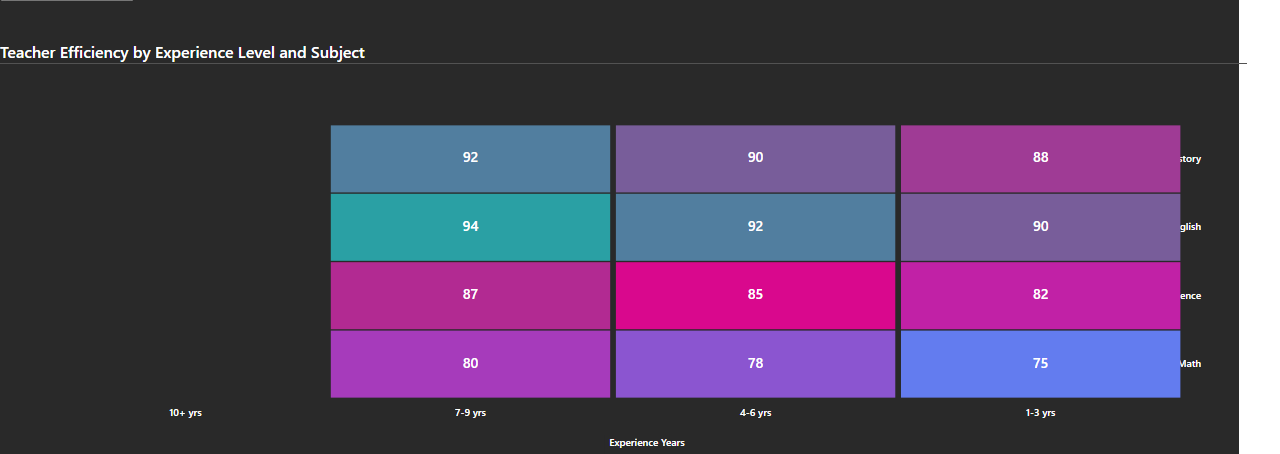 Teacher Efficiency by Experience Level and Subject
92 90 88 story
94 92 90 glish
87 85 82 ence
80 78 75 Math
10+ yrs 7-9 yrs 4-6 yrs 1-3 yrs
Experience Years